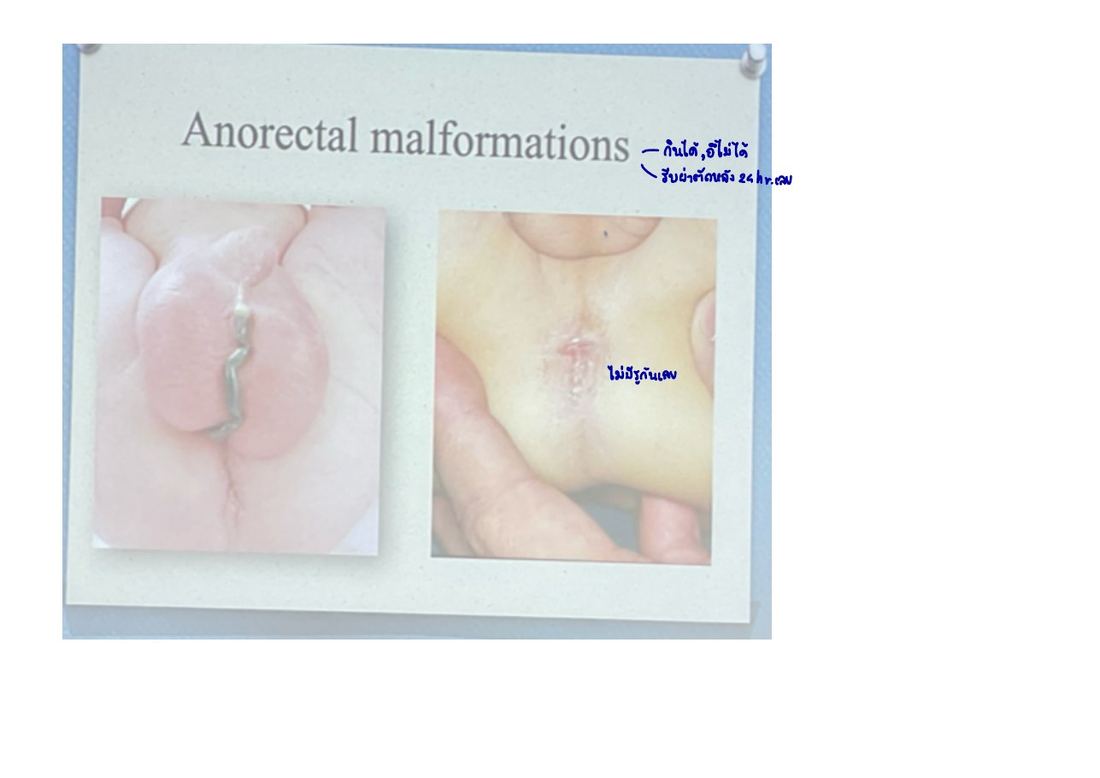 Anorectal malformations
กินได้, อึไม่ได้
รีบผ่าตัดหลัง 24 hr. เลย
ไม่มีรูก้นเลย